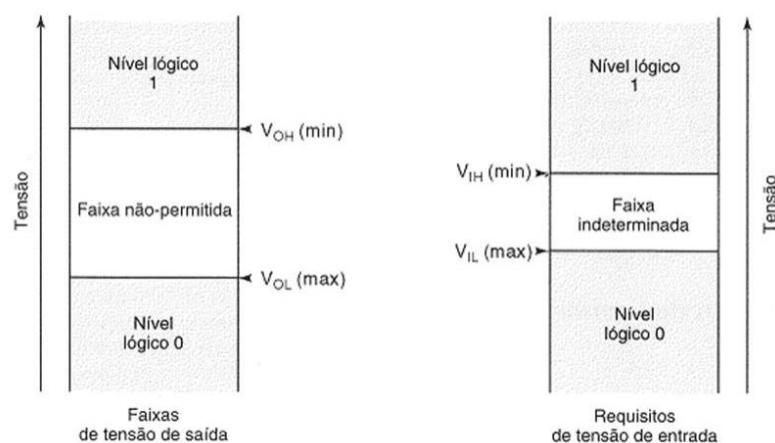 Tensão
Nível lógico
1
V_OH (min)
Faixa não-permitida
V_OL (max)
Nível
lógico 0
Faixas
de tensão de saída
Nível lógico
1
V_IH (min)
Faixa
indeterminada
V_IL (max)
Nível
lógico 0
Requisitos
de tensão de entrada
Tensão